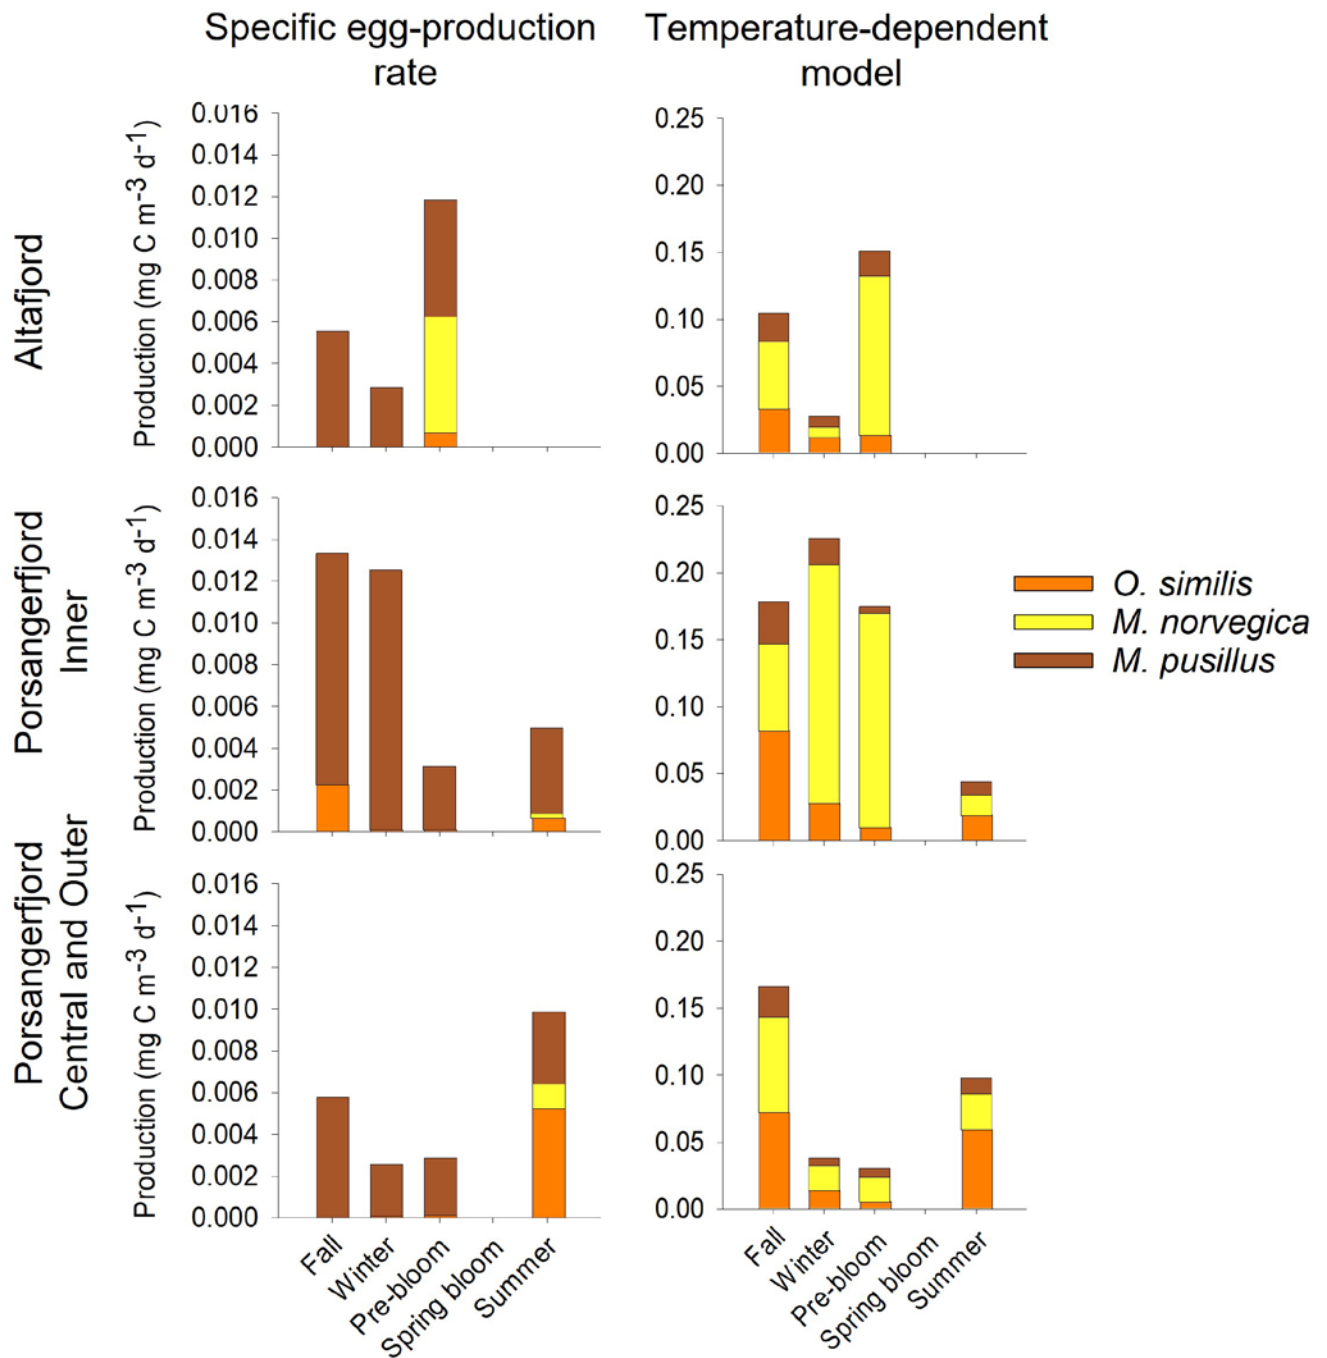 Specific egg-production
rate
Temperature-dependent
model
Altafjord
Production (mg C m-3 d-1)
0.016
0.014
0.012
0.010
0.008
0.006
0.004
0.002
0.000
0.25
0.20
0.15
0.10
0.05
0.00
Porsangerfjord
Inner
Production (mg C m-3 d-1)
0.016
0.014
0.012
0.010
0.008
0.006
0.004
0.002
0.000
0.25
0.20
0.15
0.10
0.05
0.00
O. similis
M. norvegica
M. pusillus
Porsangerfjord
Central and Outer
Production (mg C m-3 d-1)
0.016
0.014
0.012
0.010
0.008
0.006
0.004
0.002
0.000
0.25
0.20
0.15
0.10
0.05
0.00
Fall
Winter
Pre-bloom
Spring bloom
Summer
Fall
Winter
Pre-bloom
Spring bloom
Summer